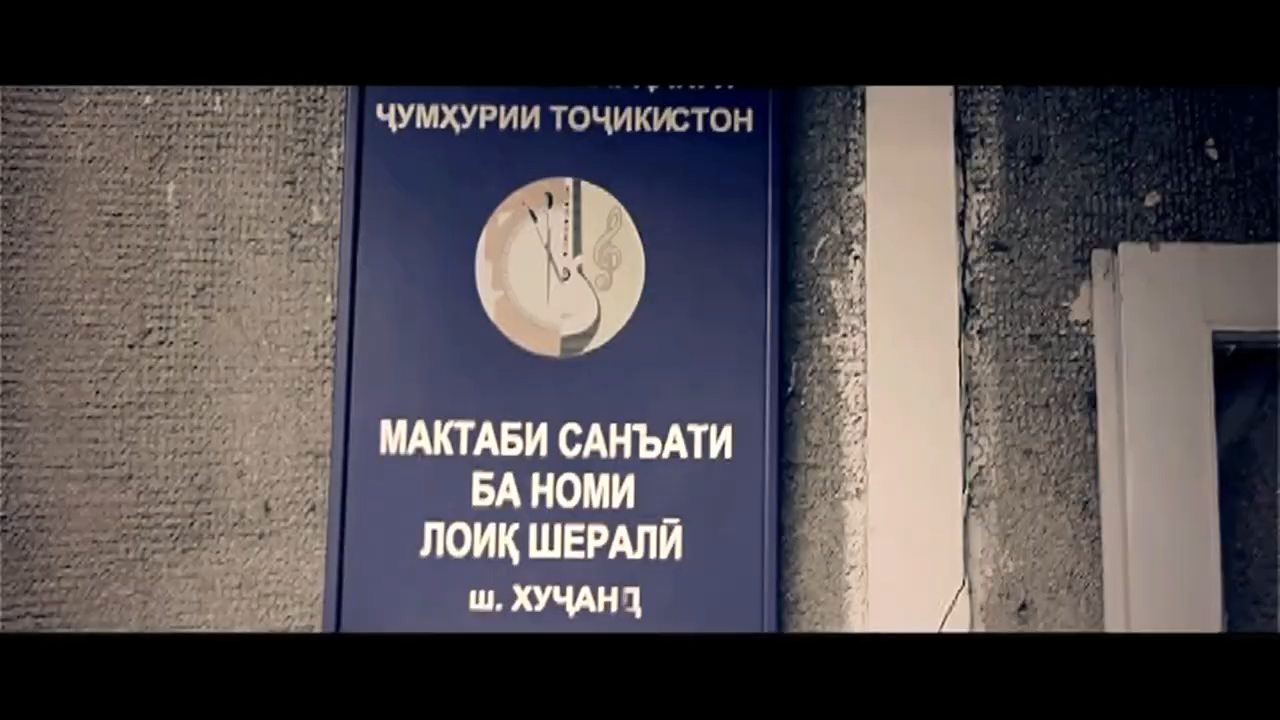 ҶУМҲУРИИ ТОҶИКИСТОН
МАКТАБИ САНЪАТИ
БА НОМИ
ЛОИҚ ШЕРАЛӢ
ш. ХУҶАНД